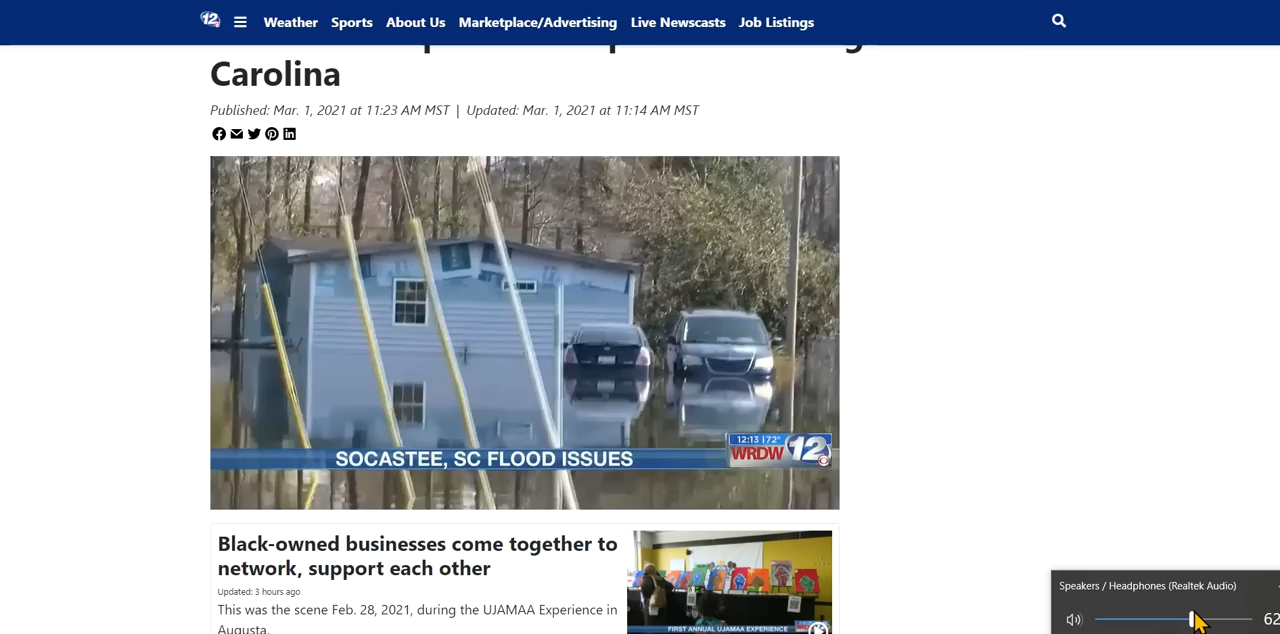 12 Weather Sports About Us Marketplace/Advertising Live Newscasts Job Listings
Carolina
Published: Mar. 1, 2021 at 11:23 AM MST | Updated: Mar. 1, 2021 at 11:14 AM MST
12:13 | 72°
WRDW 12
SOCASTEE, SC FLOOD ISSUES
Black-owned businesses come together to
network, support each other
Updated: 3 hours ago
This was the scene Feb. 28, 2021, during the UJAMAA Experience in
Augusta.
FIRST ANNUAL UJAMAA EXPERIENCE
Speakers / Headphones (Realtek Audio)
62